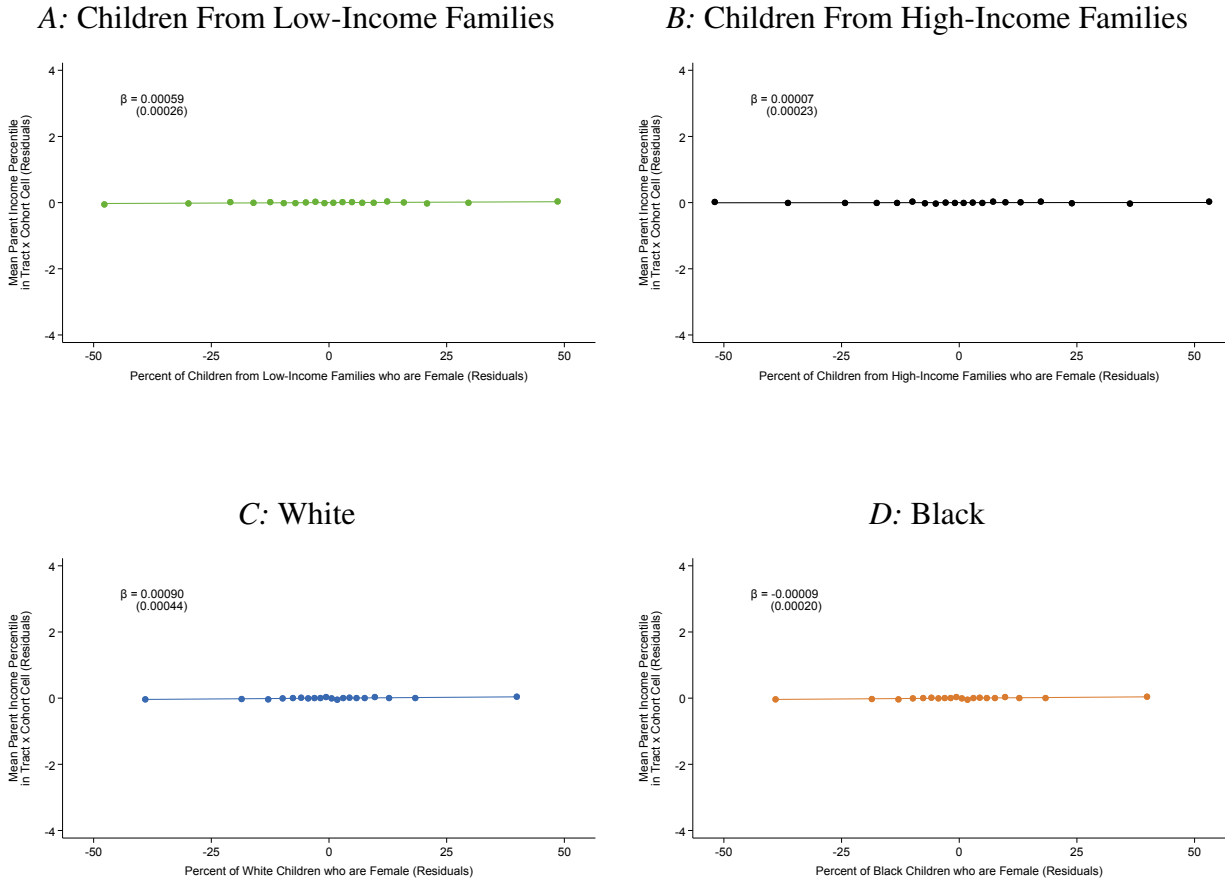 A: Children From Low-Income Families
4
2
0
-2
-4
Mean Parent Income Percentile
in Tract x Cohort Cell (Residuals)
β = 0.00059
(0.00026)
-50
-25
0
25
50
Percent of Children from Low-Income Families who are Female (Residuals)
B: Children From High-Income Families
4
2
0
-2
-4
Mean Parent Income Percentile
in Tract x Cohort Cell (Residuals)
β = 0.00007
(0.00023)
-50
-25
0
25
50
Percent of Children from High-Income Families who are Female (Residuals)
C: White
4
2
0
-2
-4
Mean Parent Income Percentile
in Tract x Cohort Cell (Residuals)
β = 0.00090
(0.00044)
-50
-25
0
25
50
Percent of White Children who are Female (Residuals)
D: Black
4
2
0
-2
-4
Mean Parent Income Percentile
in Tract x Cohort Cell (Residuals)
β = -0.00009
(0.00020)
-50
-25
0
25
50
Percent of Black Children who are Female (Residuals)